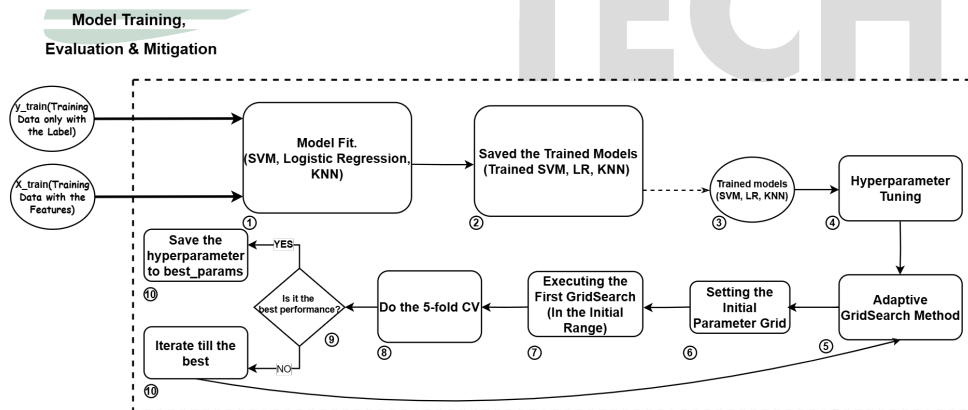 Model Training,
Evaluation & Mitigation
TECH
y_train(Training
Data only with
the Label)
X_train(Training
Data with the
Features)
Model Fit.
(SVM, Logistic Regression,
KNN)
1
Saved the Trained Models
(Trained SVM, LR, KNN)
2
Trained models
(SVM, LR, KNN)
3
Hyperparameter
Tuning
4
Adaptive
GridSearch Method
5
Setting the
Initial
Parameter Grid
6
Executing the
First GridSearch
(In the Initial
Range)
7
Do the 5-fold CV
8
Is it the
best performance?
9
YES
Save the
hyperparameter
to best_params
10
NO
Iterate till the
best
10